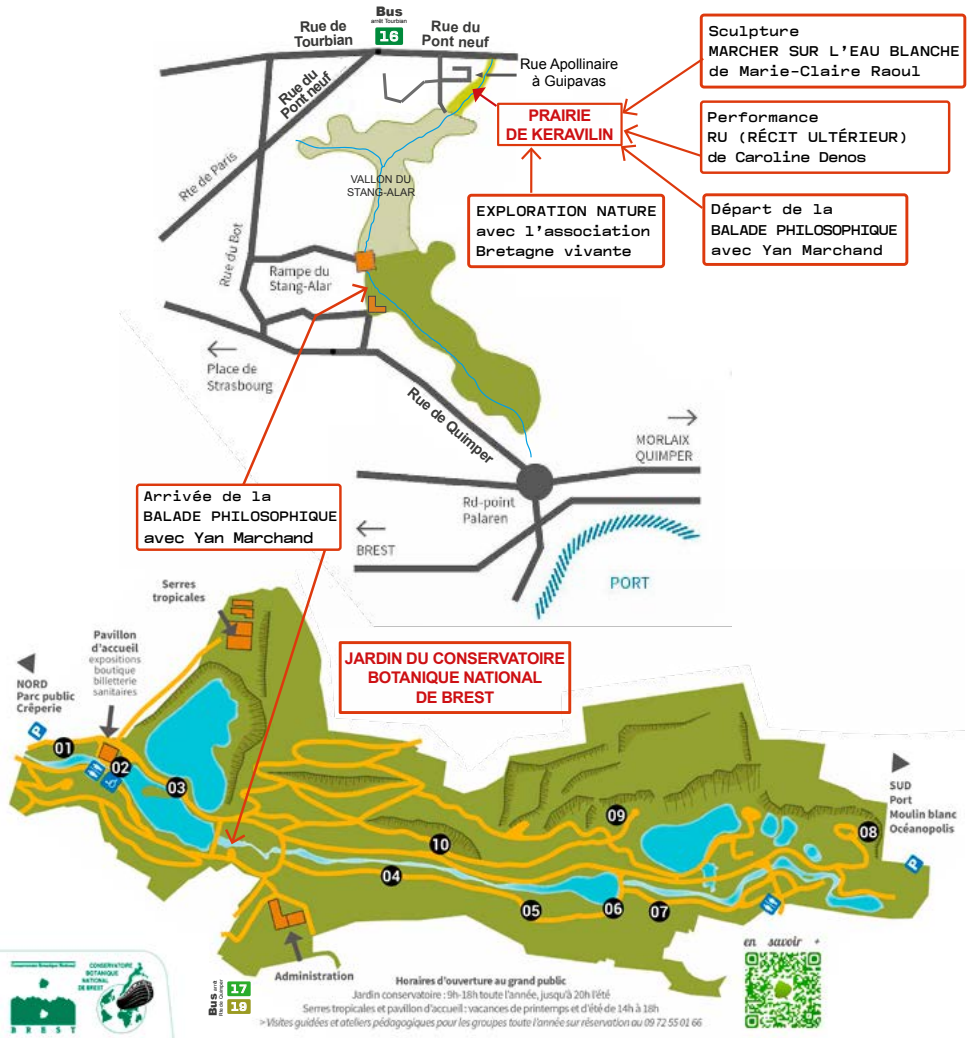 Bus
arrêt Tourbian
16
Rue de
Tourbian
Rue du
Pont neuf
Rue Apollinaire
à Guipavas
Rue du
Pont neuf
Rte de Paris
Rue du Bot
PRAIRIE
DE KERAVILIN
Sculpture
MARCHER SUR L'EAU BLANCHE
de Marie-Claire Raoul
Performance
RU (RÉCIT ULTÉRIEUR)
de Caroline Denos
VALLON DU
STANG-ALAR
EXPLORATION NATURE
avec l'association
Bretagne vivante
Départ de la
BALADE PHILOSOPHIQUE
avec Yan Marchand
Rampe du
Stang-Alar
Place de
Strasbourg
Rue de Quimper
MORLAIX
QUIMPER
Rd-point
Palaren
BREST
PORT
Arrivée de la
BALADE PHILOSOPHIQUE
avec Yan Marchand
Serres
tropicales
Pavillon
d'accueil
expositions
boutique
billetterie
sanitaires
NORD
Parc public
Crêperie
JARDIN DU CONSERVATOIRE
BOTANIQUE NATIONAL
DE BREST
SUD
Port
Moulin blanc
Océanopolis
P
01
02
03
04
05
06
07
08
09
10
P
Administration
CONSERVATOIRE
BOTANIQUE
NATIONAL
DE BREST
BREST
Bus
17
19
Horaires d'ouverture au grand public
Jardin conservatoire : 9h-18h toute l'année, jusqu'à 20h l'été
Serres tropicales et pavillon d'accueil : vacances de printemps et d'été de 14h à 18h
> Visites guidées et ateliers pédagogiques pour les groupes toute l'année sur réservation au 09 72 55 01 66
en savoir +